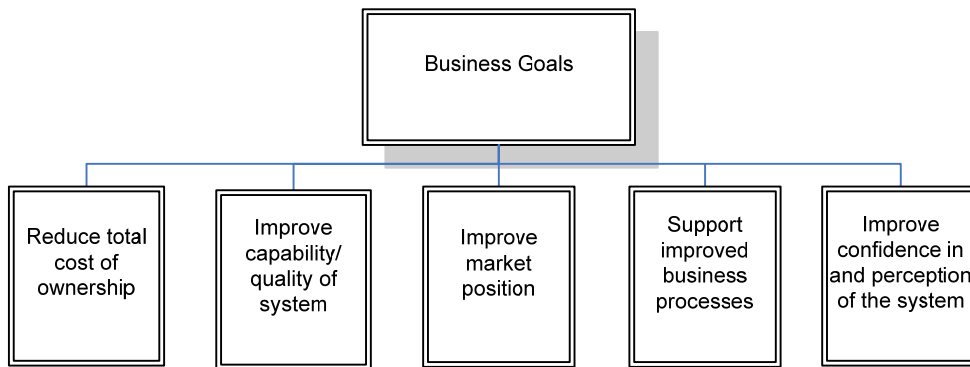 Business Goals
Reduce total
cost of
ownership
Improve
capability/
quality of
system
Improve
market
position
Support
improved
business
processes
Improve
confidence in
and perception
of the system